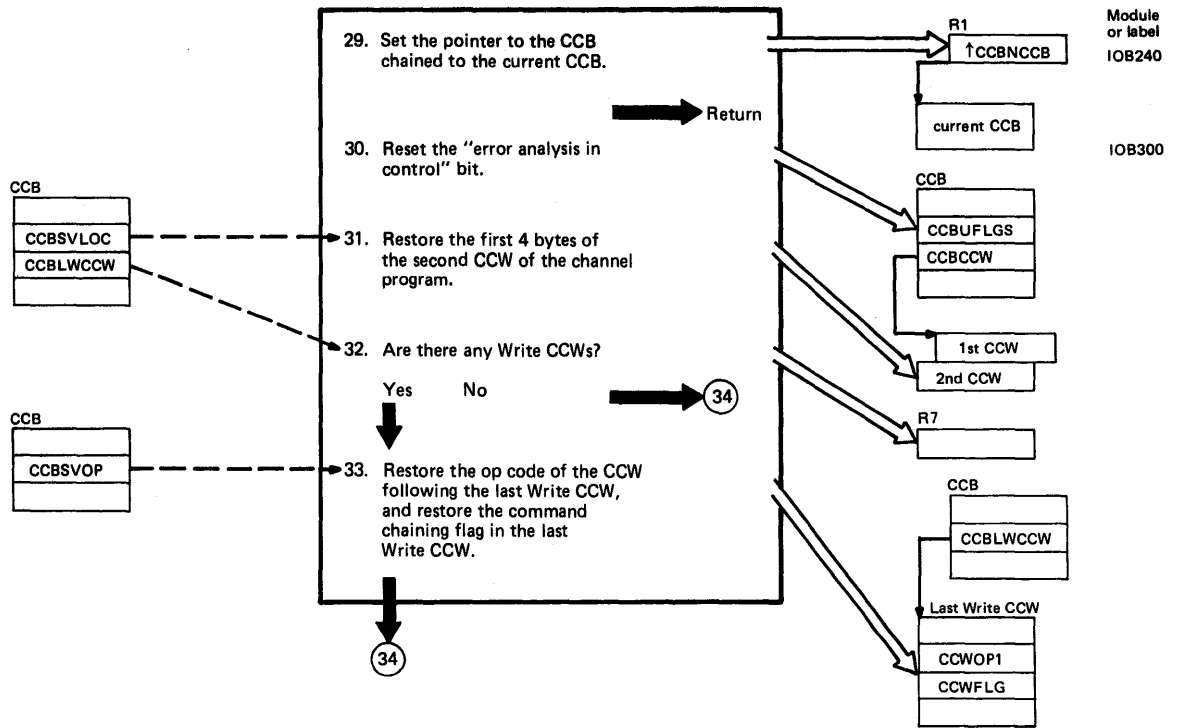 Module
or label
R1
29. Set the pointer to the CCB
chained to the current CCB.
↑CCBNCCB
IOB240
Return
current CCB
30. Reset the "error analysis in
control" bit.
IOB300
CCB
CCBSVLOC
CCBLWCCW
CCB
CCBUFLGS
CCBCCW
31. Restore the first 4 bytes of
the second CCW of the channel
program.
1st CCW
2nd CCW
32. Are there any Write CCWs?
Yes No
34
R7
CCB
CCBSVOP
33. Restore the op code of the CCW
following the last Write CCW,
and restore the command
chaining flag in the last
Write CCW.
CCB
CCBLWCCW
Last Write CCW
CCWOP1
CCWFLG
34